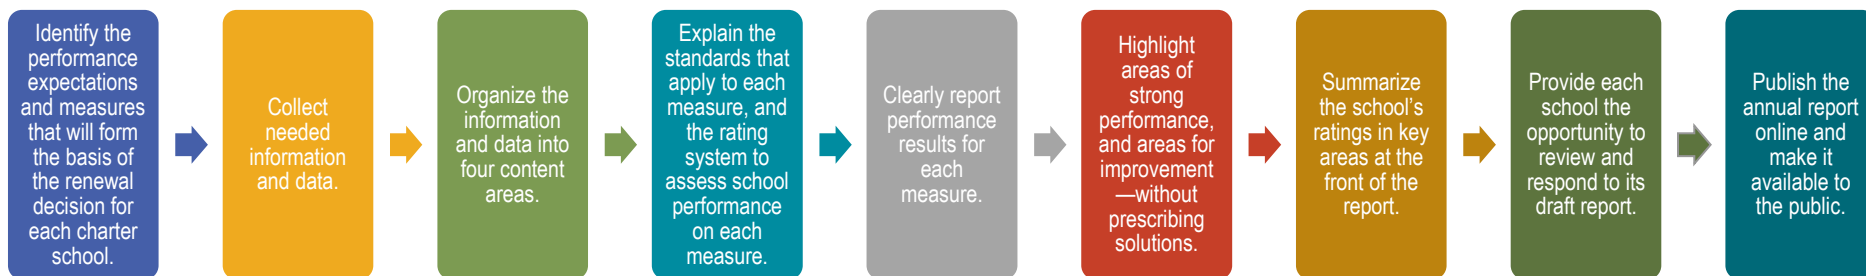 Identify the
performance
expectations
and measures
that will form
the basis of
the renewal
decision for
each charter
school.
Collect
needed
information
and data.
Organize the
information
and data into
four content
areas.
Explain the
standards that
apply to each
measure, and
the rating
system to
assess school
performance
on each
measure.
Clearly report
performance
results for
each
measure.
Highlight
areas of
strong
performance,
and areas for
improvement
—without
prescribing
solutions.
Summarize
the school’s
ratings in key
areas at the
front of the
report.
Provide each
school the
opportunity to
review and
respond to its
draft report.
Publish the
annual report
online and
make it
available to
the public.